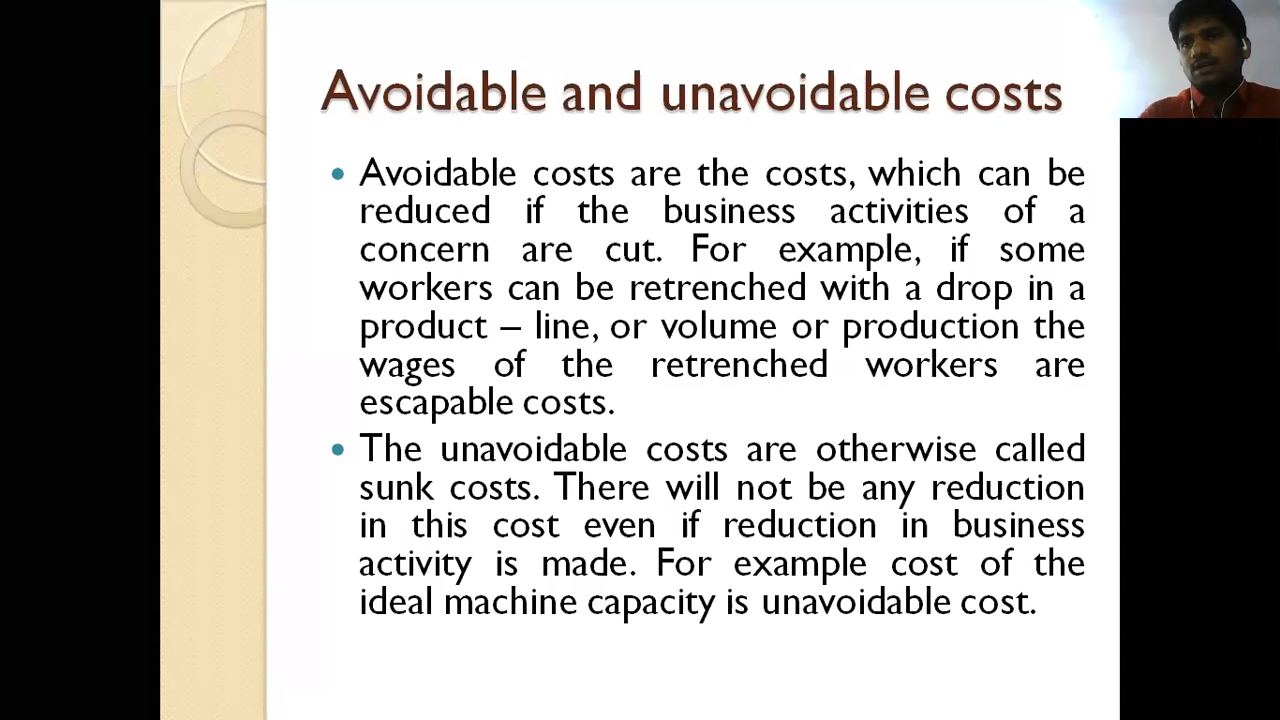 Avoidable and unavoidable costs
• Avoidable costs are the costs, which can be
reduced if the business activities of a
concern are cut. For example, if some
workers can be retrenched with a drop in a
product – line, or volume or production the
wages of the retrenched workers are
escapable costs.
• The unavoidable costs are otherwise called
sunk costs. There will not be any reduction
in this cost even if reduction in business
activity is made. For example cost of the
ideal machine capacity is unavoidable cost.